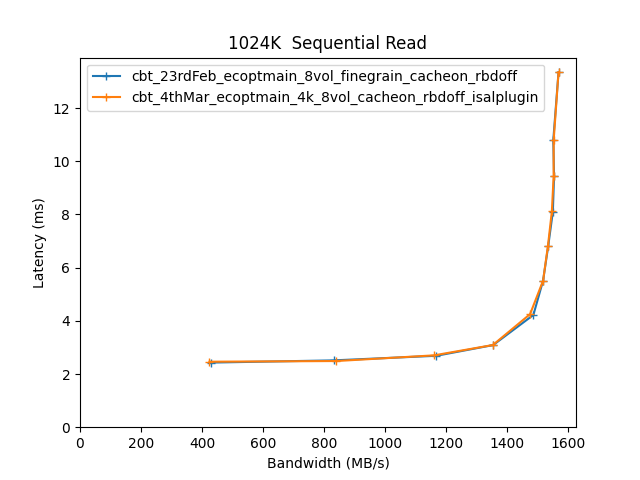 1024K  Sequential Read
cbt_23rdFeb_ecoptmain_8vol_finegrain_cacheon_rbdoff
cbt_4thMar_ecoptmain_4k_8vol_cacheon_rbdoff_isalplugin
Latency (ms)
12
10
8
6
4
2
0
0 200 400 600 800 1000 1200 1400 1600
Bandwidth (MB/s)